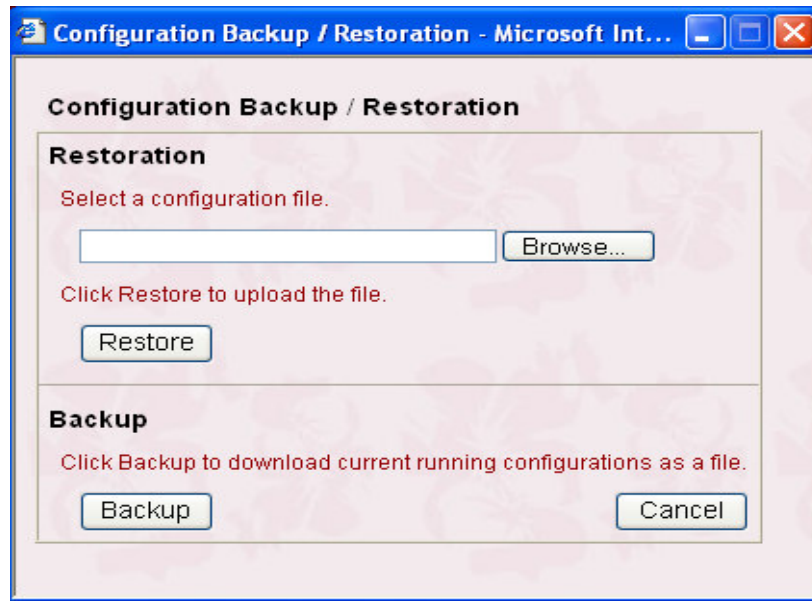 Configuration Backup / Restoration - Microsoft Int...
Configuration Backup / Restoration
Restoration
Select a configuration file.
Browse...
Click Restore to upload the file.
Restore
Backup
Click Backup to download current running configurations as a file.
Backup
Cancel